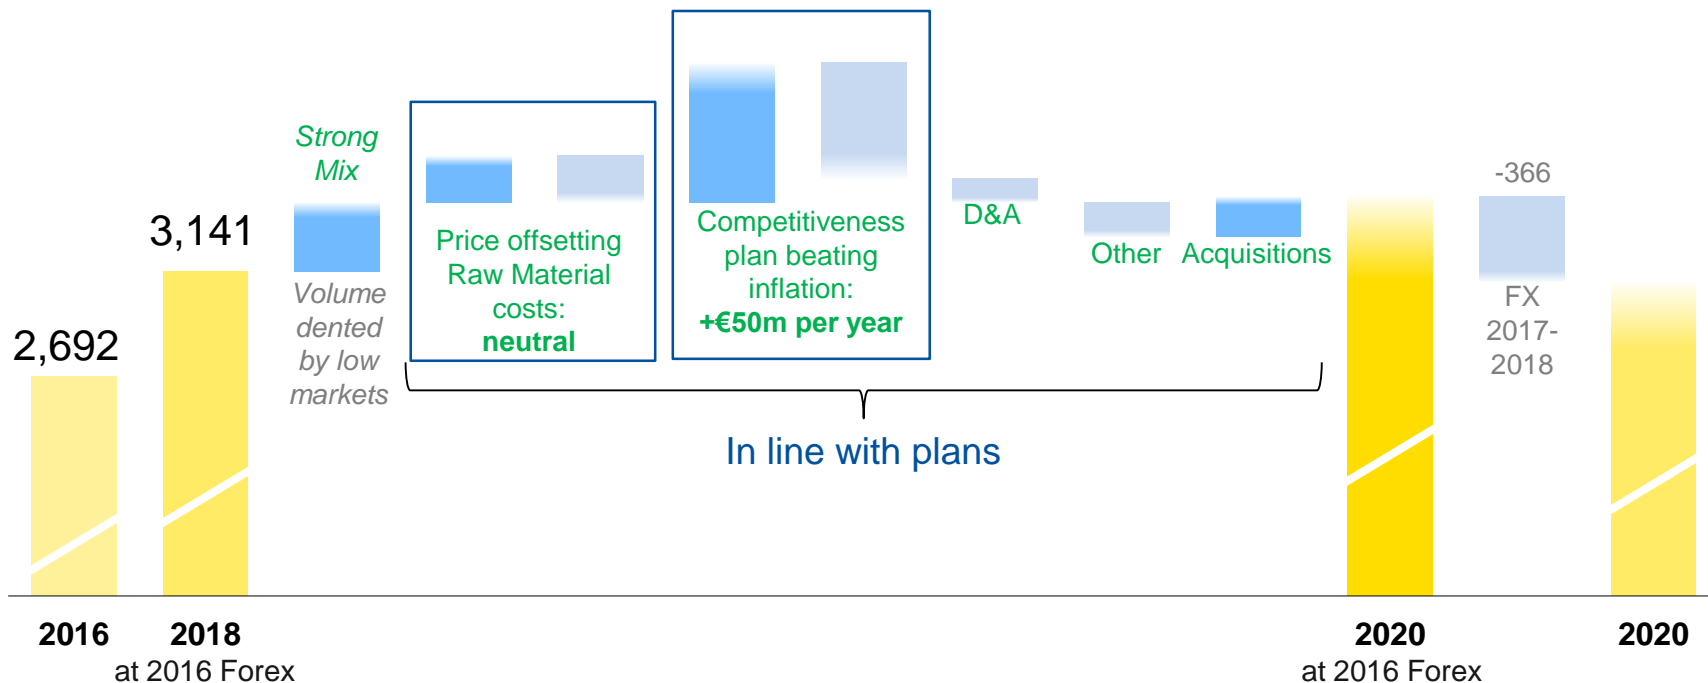 2,692
3,141
Strong
Mix
Volume
dented
by low
markets
Price offsetting
Raw Material
costs:
neutral
Competitiveness
plan beating
inflation:
+€50m per year
D&A
Other
Acquisitions
-366
FX
2017-
2018
In line with plans
2016
2018
at 2016 Forex
2020
at 2016 Forex
2020